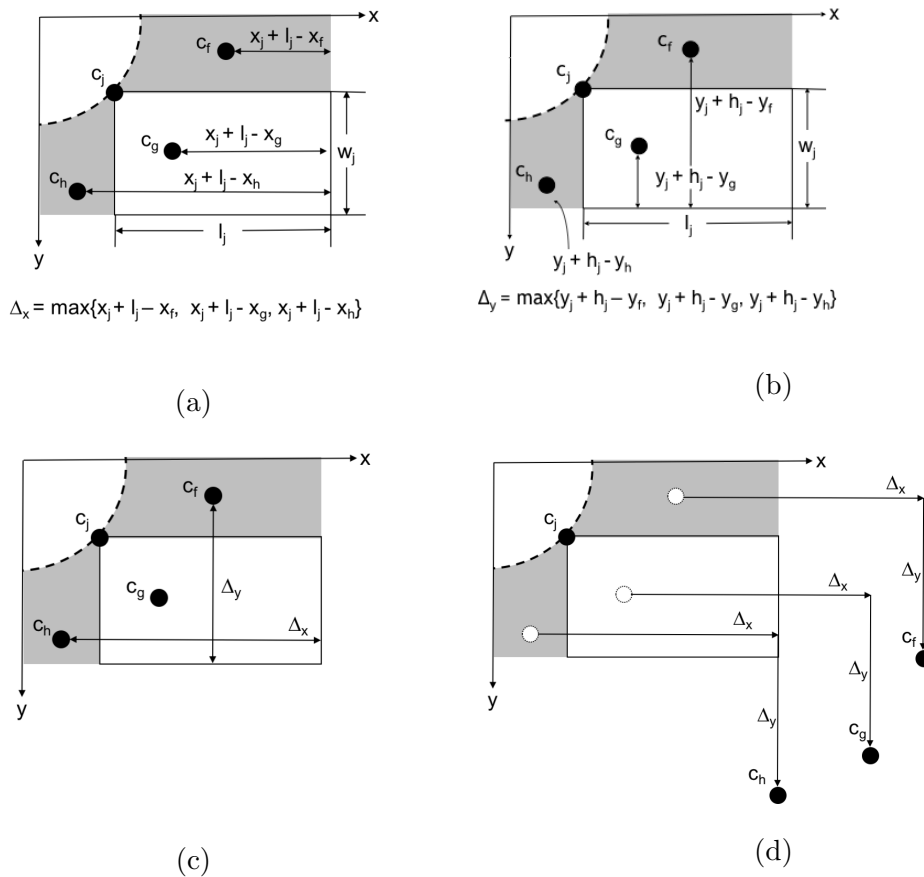 x
c_f
x_j + l_j - x_f
c_j
c_g
x_j + l_j - x_g
w_j
c_h
x_j + l_j - x_h
l_j
y
Δ_x = max{x_j + l_j – x_f, x_j + l_j - x_g, x_j + l_j - x_h}
(a)
x
c_f
c_j
y_j + h_j - y_f
c_g
w_j
c_h
y_j + h_j - y_g
l_j
y
y_j + h_j - y_h
Δ_y = max{y_j + h_j – y_f, y_j + h_j - y_g, y_j + h_j - y_h}
(b)
x
c_f
c_j
c_g
Δ_y
c_h
Δ_x
y
(c)
x
Δ_x
c_j
Δ_y
Δ_x
Δ_x
c_f
Δ_y
y
Δ_y
c_g
c_h
(d)